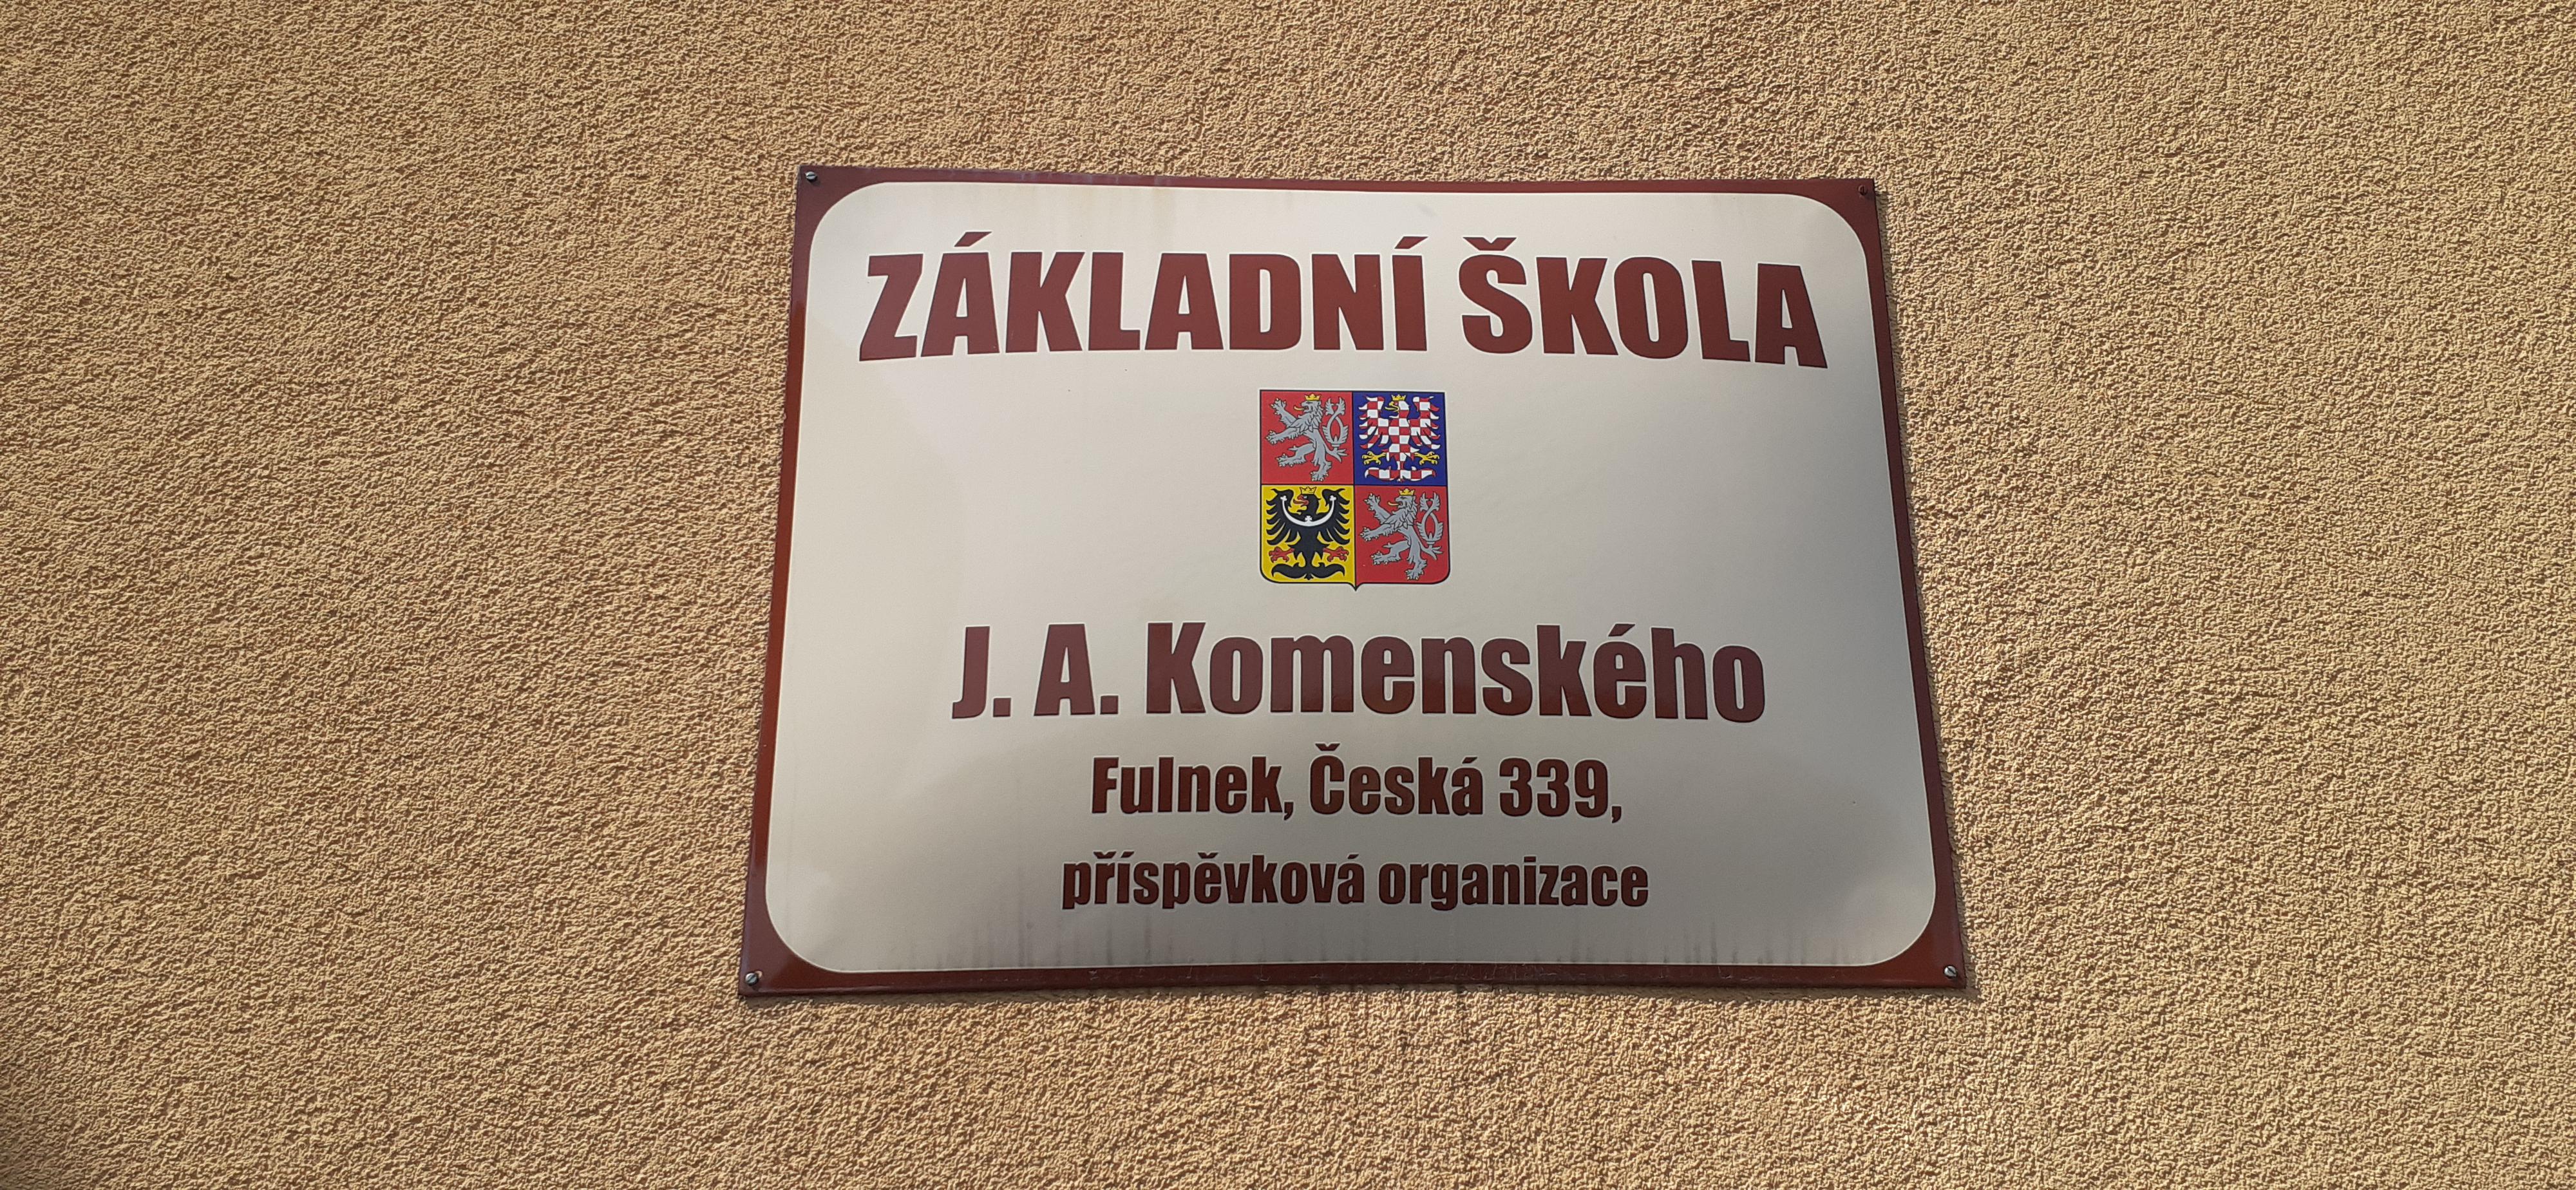 ZÁKLADNÍ ŠKOLA
J. A. Komenského
Fulnek, Česká 339,
příspěvková organizace